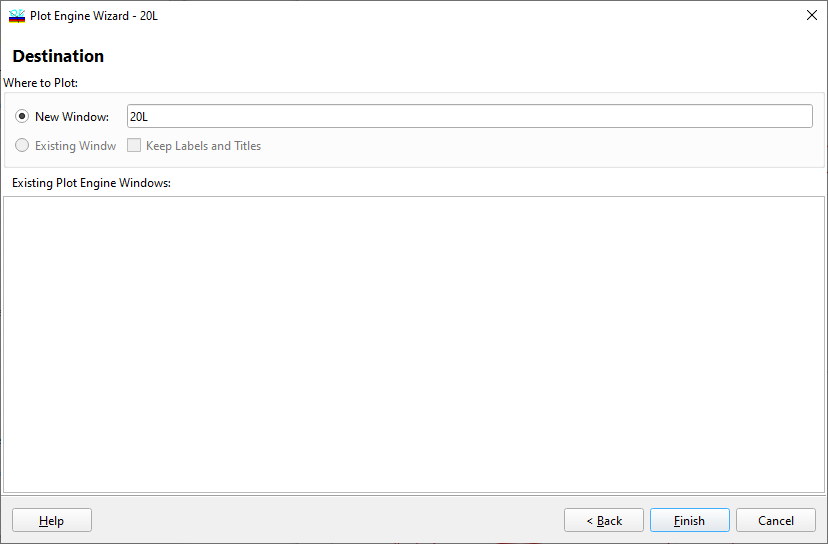 Plot Engine Wizard - 20L
Destination
Where to Plot:
New Window: 20L
Existing Windw Keep Labels and Titles
Existing Plot Engine Windows:
Help < Back Finish Cancel